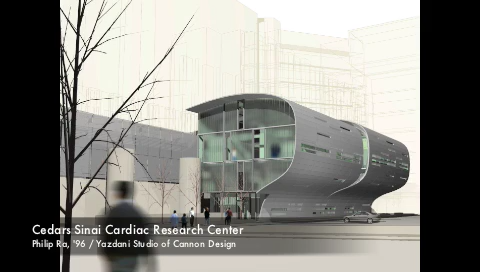 Cedars Sinai Cardiac Research Center
Philip Ra, '96 / Yazdani Studio of Cannon Design